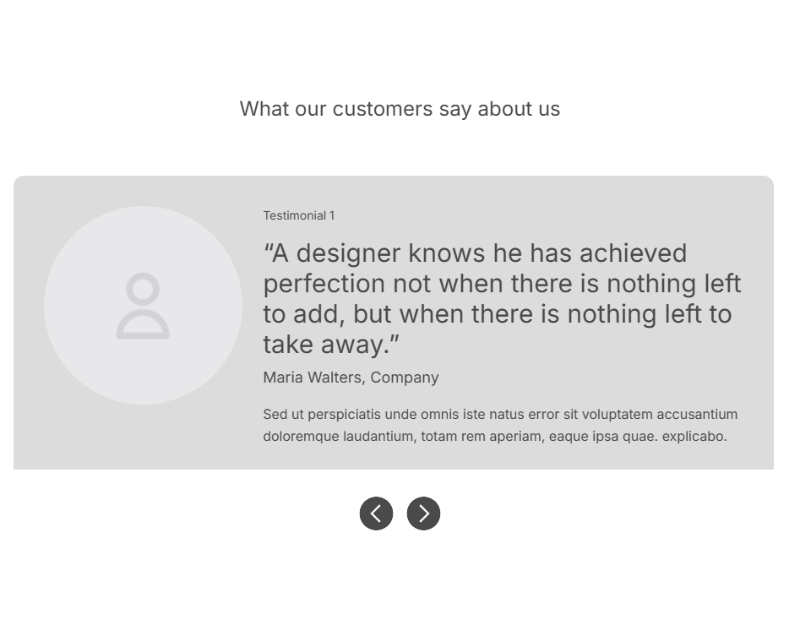 What our customers say about us
Testimonial 1
“A designer knows he has achieved
perfection not when there is nothing left
to add, but when there is nothing left to
take away.”
Maria Walters, Company
Sed ut perspiciatis unde omnis iste natus error sit voluptatem accusantium
doloremque laudantium, totam rem aperiam, eaque ipsa quae. explicabo.